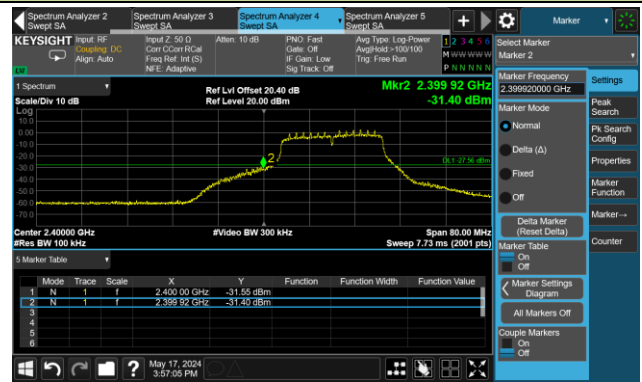 Spectrum Analyzer 2
Swept SA
Spectrum Analyzer 3
Swept SA
Spectrum Analyzer 4
Swept SA
Spectrum Analyzer 5
Swept SA
+
Marker
KEYSIGHT
Input: RF
Coupling: DC
Align: Auto
Input Z: 50 Ω
Corr CCorr RCal
Freq Ref: Int (S)
NFE: Adaptive
Atten: 10 dB
PNO: Fast
Gate: Off
IF Gain: Low
Sig Track: Off
Avg Type: Log-Power
Avg|Hold:>100/100
Trig: Free Run
1 2 3 4 5 6
M W W W W W
P N N N N N
LW
Select Marker
Marker 2
1 Spectrum
Scale/Div 10 dB
Ref Lvl Offset 20.40 dB
Ref Level 20.00 dBm
Mkr2 2.399 92 GHz
-31.40 dBm
Log
10.0
0.00
-10.0
-20.0
-30.0
-40.0
-50.0
-60.0
-70.0
2
DL1 -27.56 dBm
Center 2.40000 GHz
#Res BW 100 kHz
#Video BW 300 kHz
Span 80.00 MHz
Sweep 7.73 ms (2001 pts)
5 Marker Table
Mode Trace Scale X Y Function Function Width Function Value
1 N 1 f 2.400 00 GHz -31.55 dBm
2 N 1 f 2.399 92 GHz -31.40 dBm
3
4
5
6
Marker Frequency
2.399920000 GHz
Marker Mode
Normal
Delta (Δ)
Fixed
Off
Delta Marker
(Reset Delta)
Marker Table
On
Off
Marker Settings
Diagram
All Markers Off
Couple Markers
On
Off
Settings
Peak
Search
Pk Search
Config
Properties
Marker
Function
Marker→
Counter
?
May 17, 2024
3:57:05 PM